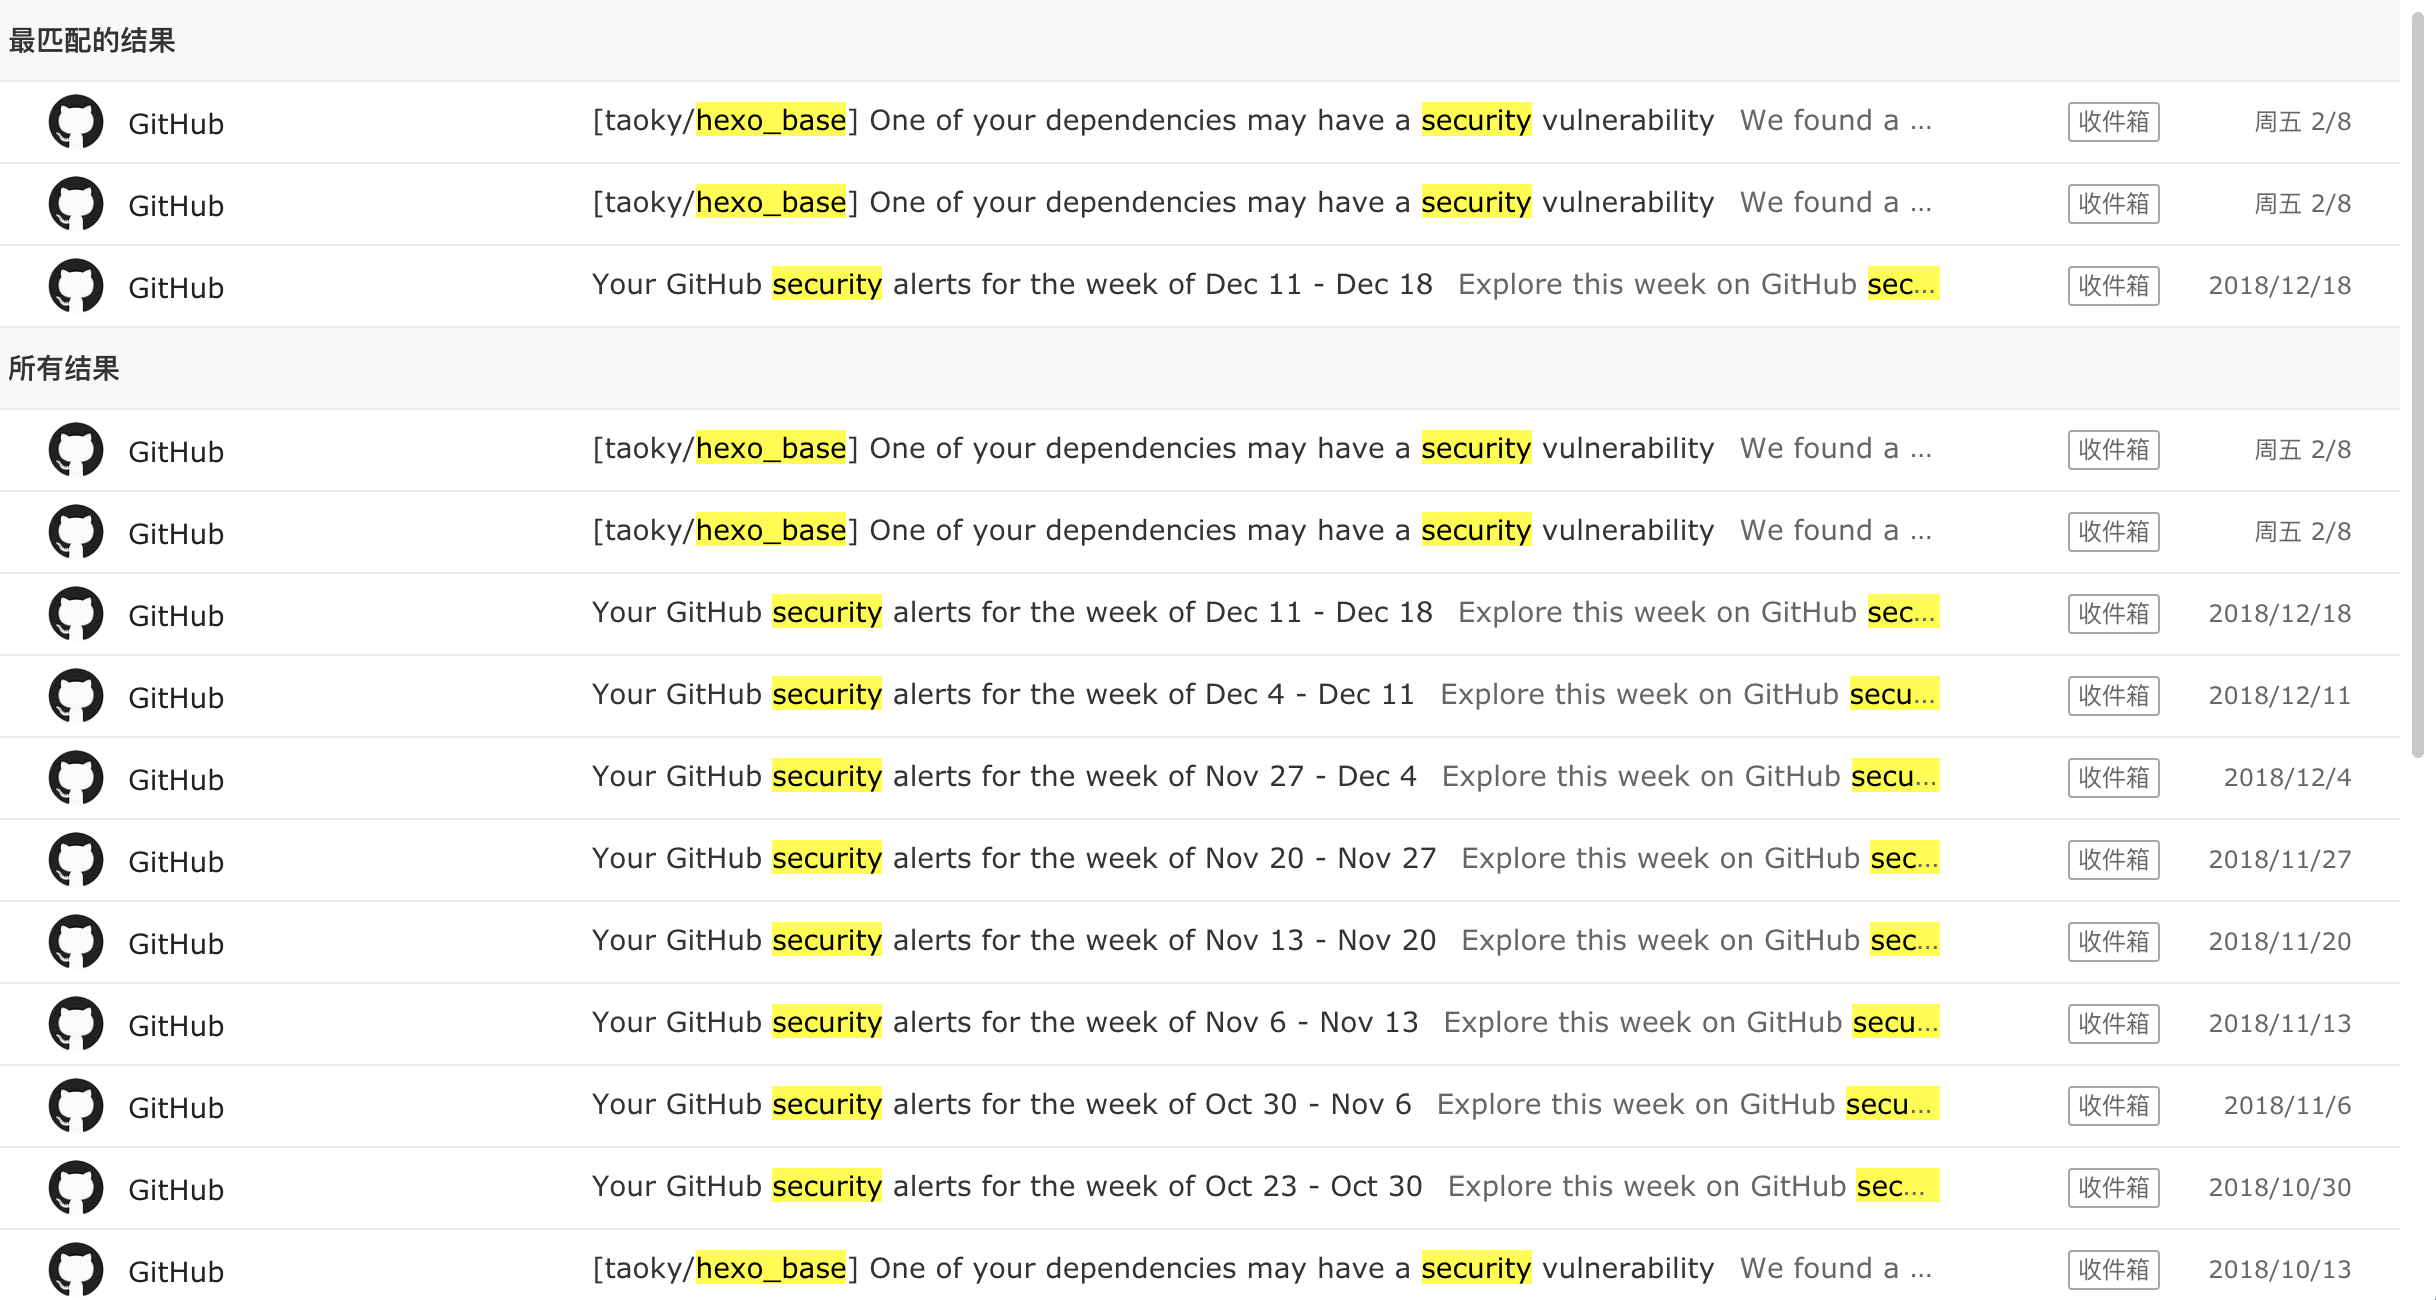 最匹配的结果
GitHub [taoky/hexo_base] One of your dependencies may have a security vulnerability We found a ... 收件箱 周五 2/8
GitHub [taoky/hexo_base] One of your dependencies may have a security vulnerability We found a ... 收件箱 周五 2/8
GitHub Your GitHub security alerts for the week of Dec 11 - Dec 18 Explore this week on GitHub sec... 收件箱 2018/12/18
所有结果
GitHub [taoky/hexo_base] One of your dependencies may have a security vulnerability We found a ... 收件箱 周五 2/8
GitHub [taoky/hexo_base] One of your dependencies may have a security vulnerability We found a ... 收件箱 周五 2/8
GitHub Your GitHub security alerts for the week of Dec 11 - Dec 18 Explore this week on GitHub sec... 收件箱 2018/12/18
GitHub Your GitHub security alerts for the week of Dec 4 - Dec 11 Explore this week on GitHub secu... 收件箱 2018/12/11
GitHub Your GitHub security alerts for the week of Nov 27 - Dec 4 Explore this week on GitHub secu... 收件箱 2018/12/4
GitHub Your GitHub security alerts for the week of Nov 20 - Nov 27 Explore this week on GitHub sec... 收件箱 2018/11/27
GitHub Your GitHub security alerts for the week of Nov 13 - Nov 20 Explore this week on GitHub sec... 收件箱 2018/11/20
GitHub Your GitHub security alerts for the week of Nov 6 - Nov 13 Explore this week on GitHub secu... 收件箱 2018/11/13
GitHub Your GitHub security alerts for the week of Oct 30 - Nov 6 Explore this week on GitHub secu... 收件箱 2018/11/6
GitHub Your GitHub security alerts for the week of Oct 23 - Oct 30 Explore this week on GitHub sec... 收件箱 2018/10/30
GitHub [taoky/hexo_base] One of your dependencies may have a security vulnerability We found a ... 收件箱 2018/10/13